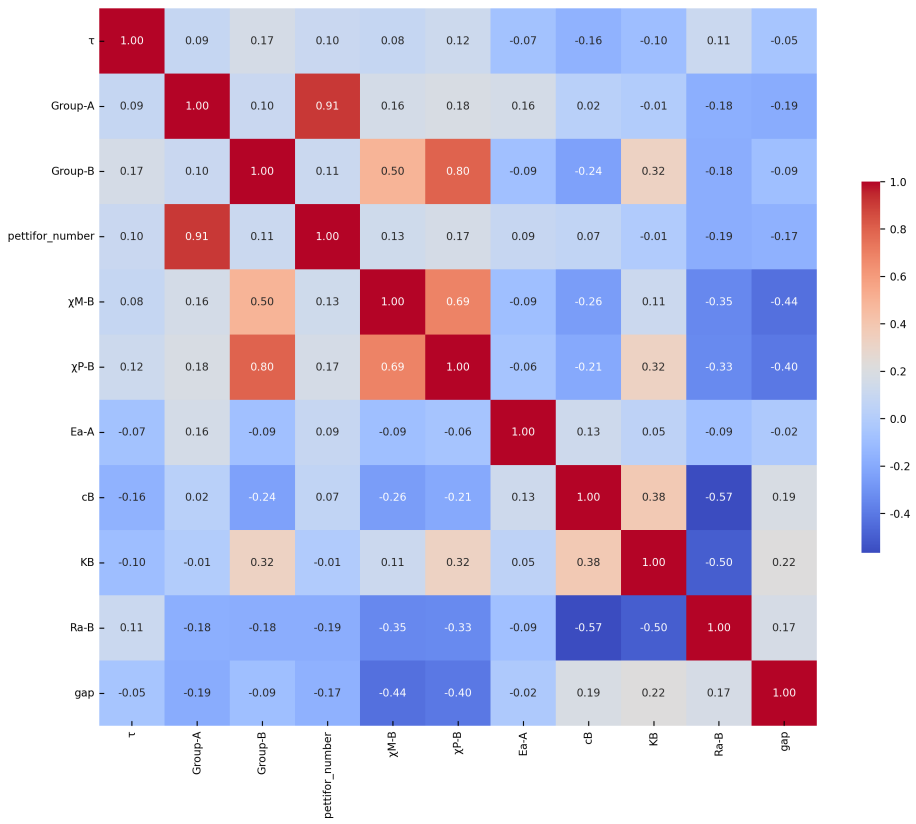 τ 1.00 0.09 0.17 0.10 0.08 0.12 -0.07 -0.16 -0.10 0.11 -0.05
Group-A 0.09 1.00 0.10 0.91 0.16 0.18 0.16 0.02 -0.01 -0.18 -0.19
Group-B 0.17 0.10 1.00 0.11 0.50 0.80 -0.09 -0.24 0.32 -0.18 -0.09
pettifor_number 0.10 0.91 0.11 1.00 0.13 0.17 0.09 0.07 -0.01 -0.19 -0.17
χM-B 0.08 0.16 0.50 0.13 1.00 0.69 -0.09 -0.26 0.11 -0.35 -0.44
χP-B 0.12 0.18 0.80 0.17 0.69 1.00 -0.06 -0.21 0.32 -0.33 -0.40
Ea-A -0.07 0.16 -0.09 0.09 -0.09 -0.06 1.00 0.13 0.05 -0.09 -0.02
cB -0.16 0.02 -0.24 0.07 -0.26 -0.21 0.13 1.00 0.38 -0.57 0.19
KB -0.10 -0.01 0.32 -0.01 0.11 0.32 0.05 0.38 1.00 -0.50 0.22
Ra-B 0.11 -0.18 -0.18 -0.19 -0.35 -0.33 -0.09 -0.57 -0.50 1.00 0.17
gap -0.05 -0.19 -0.09 -0.17 -0.44 -0.40 -0.02 0.19 0.22 0.17 1.00
τ Group-A Group-B pettifor_number χM-B χP-B Ea-A cB KB Ra-B gap
1.0
0.8
0.6
0.4
0.2
0.0
-0.2
-0.4